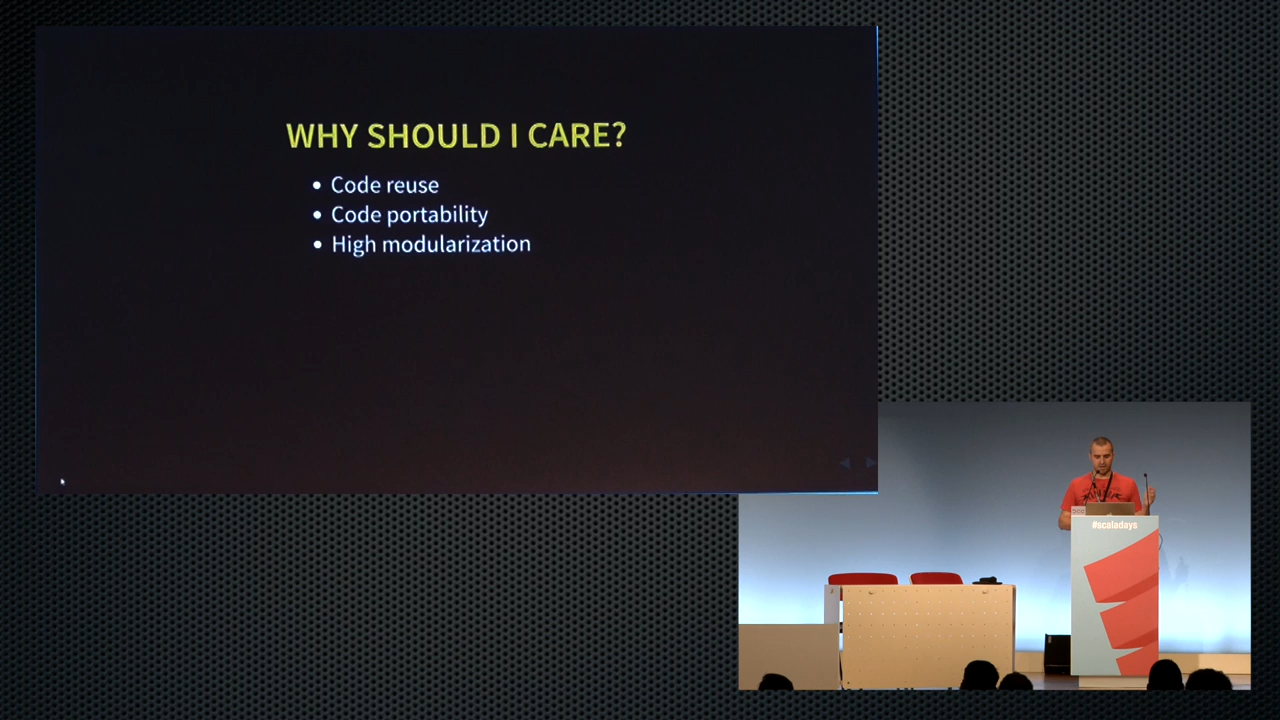 WHY SHOULD I CARE?
Code reuse
Code portability
High modularization
#scaladays